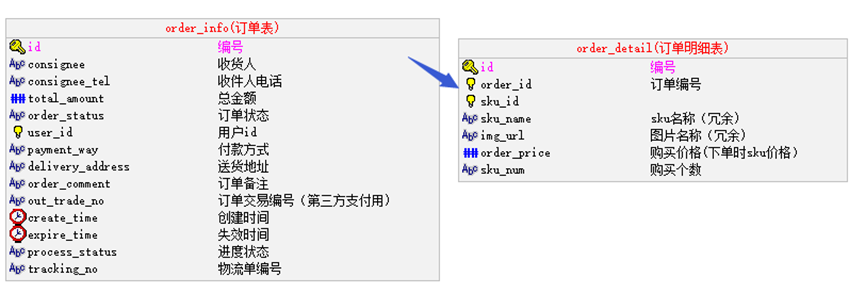 order_info(订单表)
id 编号
consignee 收货人
consignee_tel 收件人电话
total_amount 总金额
order_status 订单状态
user_id 用户id
payment_way 付款方式
delivery_address 送货地址
order_comment 订单备注
out_trade_no 订单交易编号（第三方支付用）
create_time 创建时间
expire_time 失效时间
process_status 进度状态
tracking_no 物流单编号
order_detail(订单明细表)
id 编号
order_id 订单编号
sku_id
sku_name sku名称（冗余）
img_url 图片名称（冗余）
order_price 购买价格(下单时sku价格）
sku_num 购买个数